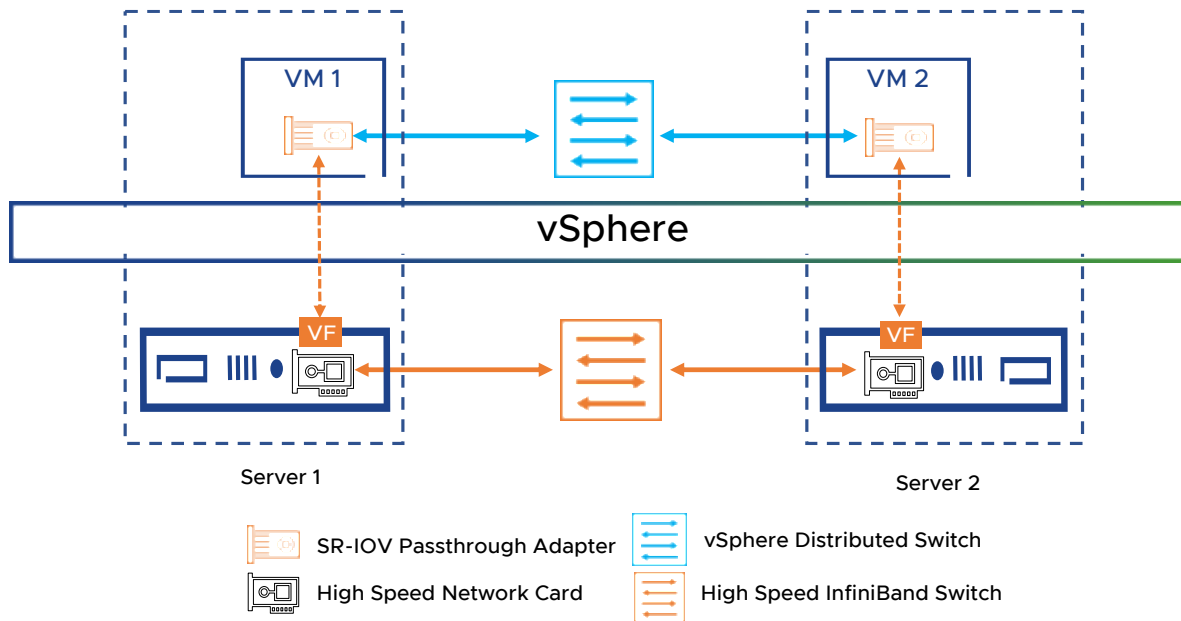 VM 1
VM 2
vSphere
VF
VF
Server 1
Server 2
SR-IOV Passthrough Adapter
vSphere Distributed Switch
High Speed Network Card
High Speed InfiniBand Switch